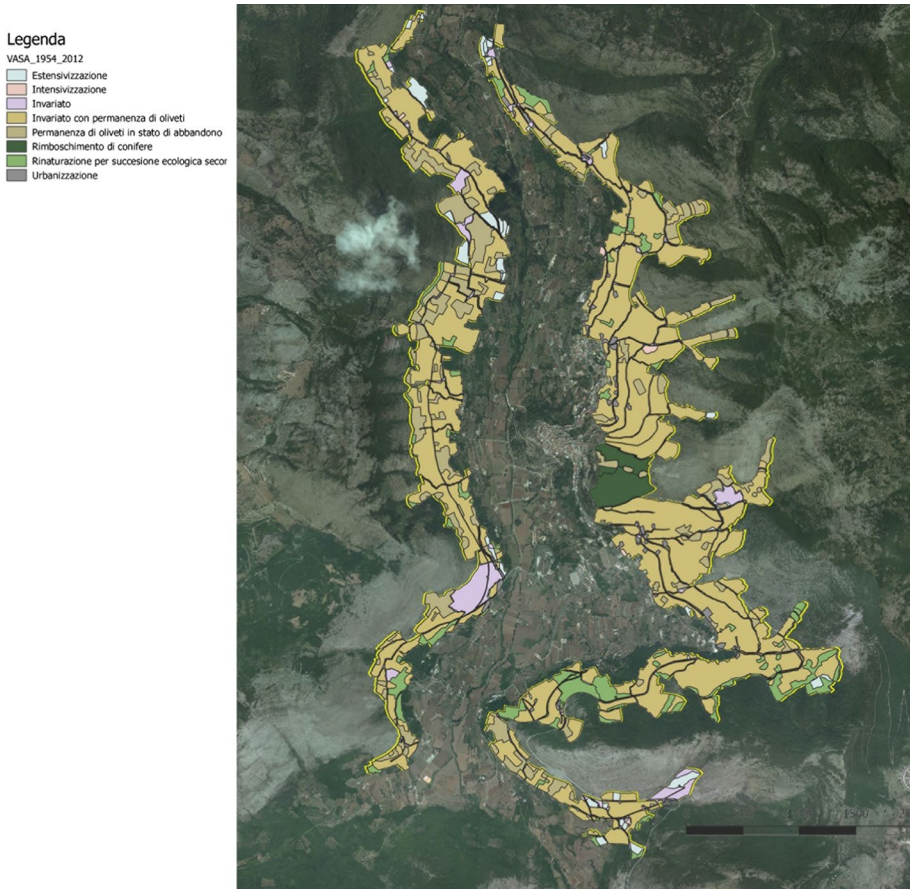 Legenda
VASA_1954_2012
Estensivizzazione
Intensivizzazione
Invariato
Invariato con permanenza di oliveti
Permanenza di oliveti in stato di abbandono
Rimboschimento di conifere
Rinaturazione per succesione ecologica secor
Urbanizzazione